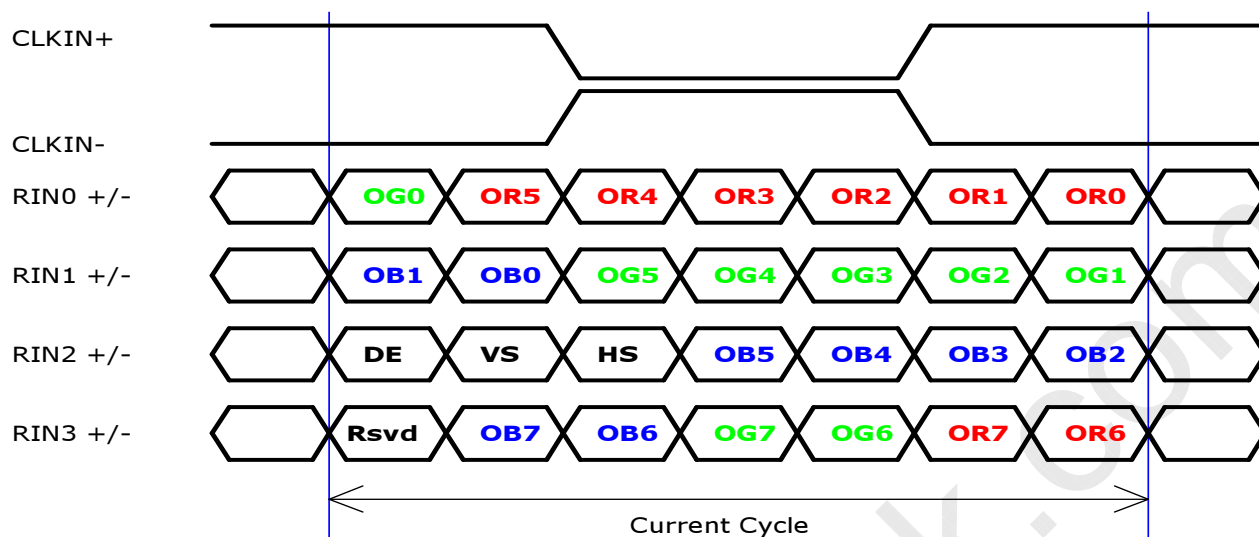 CLKIN+
CLKIN-
RIN0 +/- OG0 OR5 OR4 OR3 OR2 OR1 OR0
RIN1 +/- OB1 OB0 OG5 OG4 OG3 OG2 OG1
RIN2 +/- DE VS HS OB5 OB4 OB3 OB2
RIN3 +/- Rsvd OB7 OB6 OG7 OG6 OR7 OR6
Current Cycle
k.com